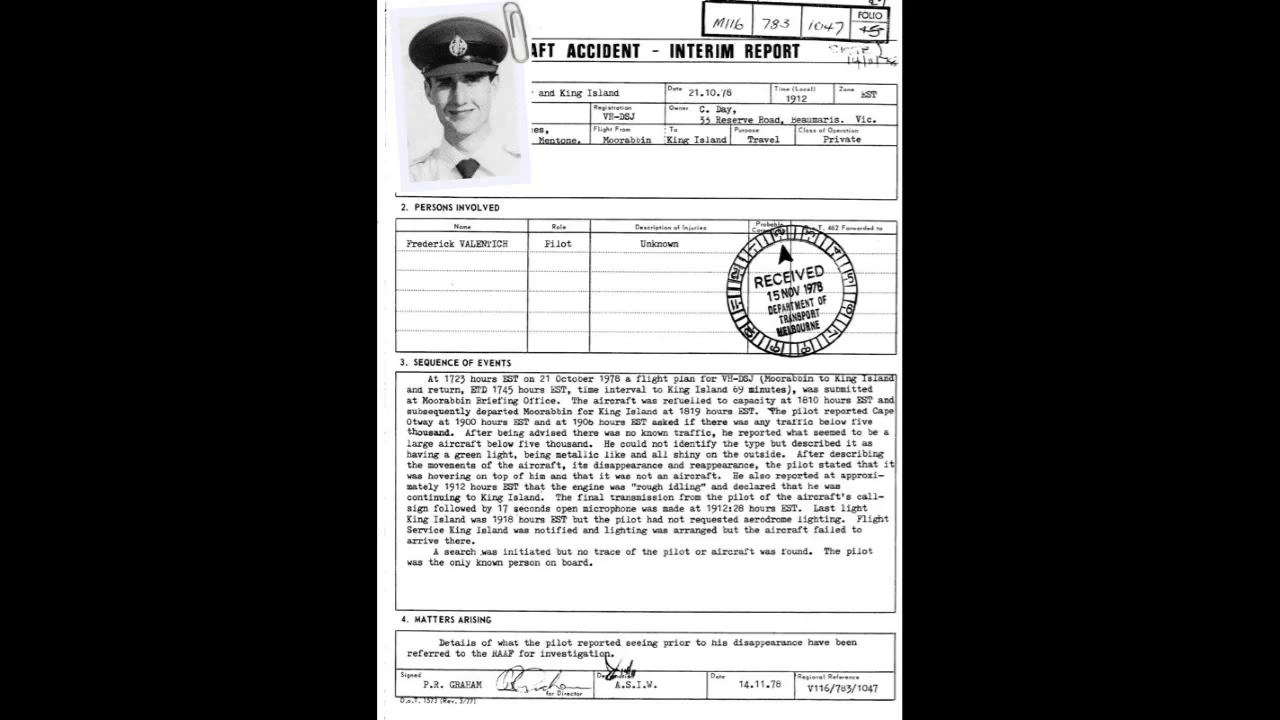 M116 783 1047 FOLIO 45
AFT ACCIDENT - INTERIM REPORT
14/11/78
and King Island
Date 21.10.78
Time (Local) 1912
Zone EST
Registration VH-DSJ
Owner C. Day,
35 Reserve Road, Beaumaris. Vic.
es,
Mentone.
Flight From Moorabbin
To King Island
Purpose Travel
Class of Operation Private
2. PERSONS INVOLVED
Name Role Description of Injuries Probable D.o.T. 462 Forwarded to
Frederick VALENTICH Pilot Unknown
RECEIVED
15 NOV 1978
DEPARTMENT OF
TRANSPORT
MELBOURNE
3. SEQUENCE OF EVENTS
At 1723 hours EST on 21 October 1978 a flight plan for VH-DSJ (Moorabbin to King Island
and return, ETD 1745 hours EST, time interval to King Island 69 minutes), was submitted
at Moorabbin Briefing Office. The aircraft was refuelled to capacity at 1810 hours EST and
subsequently departed Moorabbin for King Island at 1819 hours EST. The pilot reported Cape
Otway at 1900 hours EST and at 1906 hours EST asked if there was any traffic below five
thousand. After being advised there was no known traffic, he reported what seemed to be a
large aircraft below five thousand. He could not identify the type but described it as
having a green light, being metallic like and all shiny on the outside. After describing
the movements of the aircraft, its disappearance and reappearance, the pilot stated that it
was hovering on top of him and that it was not an aircraft. He also reported at approxi-
mately 1912 hours EST that the engine was "rough idling" and declared that he was
continuing to King Island. The final transmission from the pilot of the aircraft's call-
sign followed by 17 seconds open microphone was made at 1912:28 hours EST. Last light
King Island was 1918 hours EST but the pilot had not requested aerodrome lighting. Flight
Service King Island was notified and lighting was arranged but the aircraft failed to
arrive there.
A search was initiated but no trace of the pilot or aircraft was found. The pilot
was the only known person on board.
4. MATTERS ARISING
Details of what the pilot reported seeing prior to his disappearance have been
referred to the RAAF for investigation.
Signed P.R. GRAHAM
for Director
A.S.I.W.
Date 14.11.78
Regional Reference V116/783/1047
D.o.T. 1573 (Rev. 3/77)